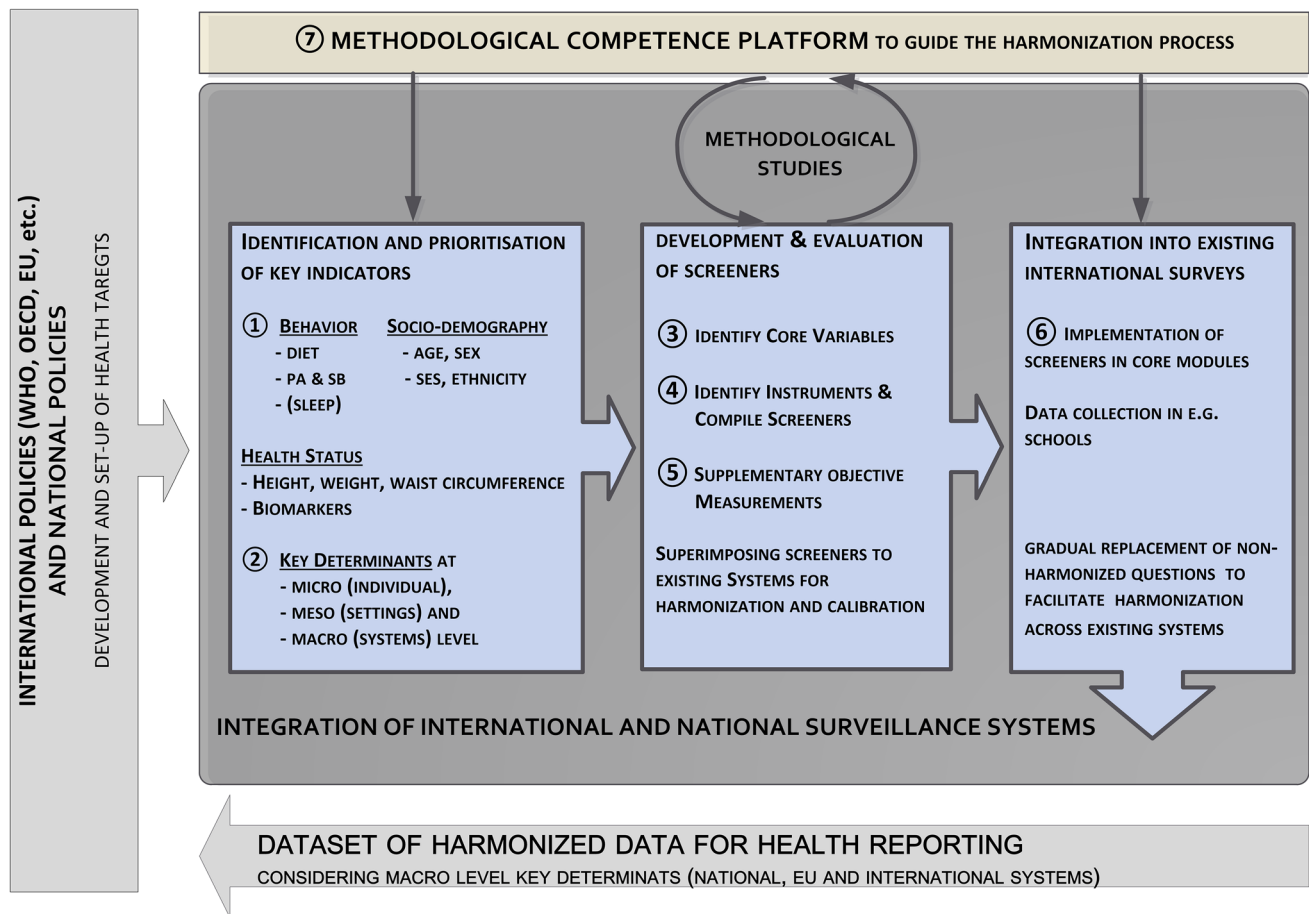 INTERNATIONAL POLICIES (WHO, OECD, EU, etc.)
AND NATIONAL POLICIES
DEVELOPMENT AND SET-UP OF HEALTH TAREGTS
⑦ METHODOLOGICAL COMPETENCE PLATFORM TO GUIDE THE HARMONIZATION PROCESS
METHODOLOGICAL
STUDIES
IDENTIFICATION AND PRIORITISATION
OF KEY INDICATORS
① BEHAVIOR SOCIO-DEMOGRAPHY
- DIET - AGE, SEX
- PA & SB - SES, ETHNICITY
- (SLEEP)
HEALTH STATUS
- HEIGHT, WEIGHT, WAIST CIRCUMFERENCE
- BIOMARKERS
② KEY DETERMINANTS AT
- MICRO (INDIVIDUAL),
- MESO (SETTINGS) AND
- MACRO (SYSTEMS) LEVEL
DEVELOPMENT & EVALUATION
OF SCREENERS
③ IDENTIFY CORE VARIABLES
④ IDENTIFY INSTRUMENTS &
COMPILE SCREENERS
⑤ SUPPLEMENTARY OBJECTIVE
MEASUREMENTS
SUPERIMPOSING SCREENERS TO
EXISTING SYSTEMS FOR
HARMONIZATION AND CALIBRATION
INTEGRATION INTO EXISTING
INTERNATIONAL SURVEYS
⑥ IMPLEMENTATION OF
SCREENERS IN CORE MODULES
DATA COLLECTION IN E.G.
SCHOOLS
GRADUAL REPLACEMENT OF NON-
HARMONIZED QUESTIONS TO
FACILITATE HARMONIZATION
ACROSS EXISTING SYSTEMS
INTEGRATION OF INTERNATIONAL AND NATIONAL SURVEILLANCE SYSTEMS
DATASET OF HARMONIZED DATA FOR HEALTH REPORTING
CONSIDERING MACRO LEVEL KEY DETERMINATS (NATIONAL, EU AND INTERNATIONAL SYSTEMS)